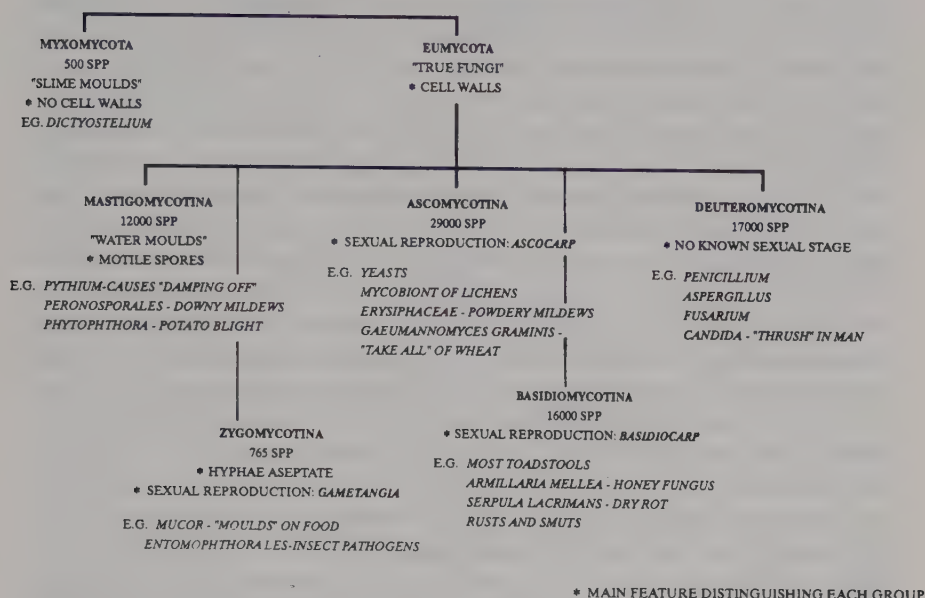 MYXOMYCOTA
500 SPP
"SLIME MOULDS"
* NO CELL WALLS
E.G. DICTYOSTELIUM
EUMYCOTA
"TRUE FUNGI"
* CELL WALLS
MASTIGOMYCOTINA
12000 SPP
"WATER MOULDS"
* MOTILE SPORES
E.G. PYTHIUM-CAUSES "DAMPING OFF"
PERONOSPORALES - DOWNY MILDEWS
PHYTOPHTHORA - POTATO BLIGHT
ASCOMYCOTINA
29000 SPP
* SEXUAL REPRODUCTION: ASCOCARP
E.G. YEASTS
MYCOBIONT OF LICHENS
ERYSIPHACEAE - POWDERY MILDEWS
GAEUMANNOMYCES GRAMINIS -
"TAKE ALL" OF WHEAT
DEUTEROMYCOTINA
17000 SPP
* NO KNOWN SEXUAL STAGE
E.G. PENICILLIUM
ASPERGILLUS
FUSARIUM
CANDIDA - "THRUSH" IN MAN
ZYGOMYCOTINA
765 SPP
* HYPHAE ASEPTATE
* SEXUAL REPRODUCTION: GAMETANGIA
E.G. MUCOR - "MOULDS" ON FOOD
ENTOMOPHTHORA LES-INSECT PATHOGENS
BASIDIOMYCOTINA
16000 SPP
* SEXUAL REPRODUCTION: BASIDIOCARP
E.G. MOST TOADSTOOLS
ARMILLARIA MELLEA - HONEY FUNGUS
SERPULA LACRIMANS - DRY ROT
RUSTS AND SMUTS
* MAIN FEATURE DISTINGUISHING EACH GROUP